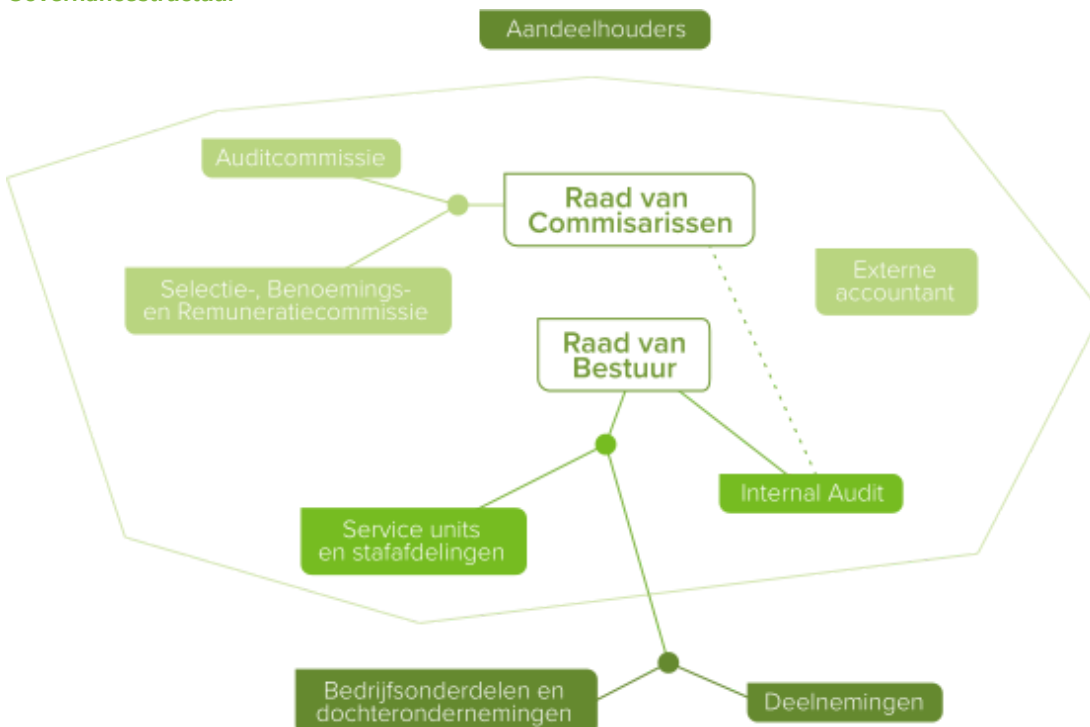 Aandeelhouders
Auditcommissie
Raad van
Commisarissen
Externe
accountant
Selectie-, Benoemings-
en Remuneratiecommissie
Raad van
Bestuur
Internal Audit
Service units
en stafafdelingen
Bedrijfsonderdelen en
dochterondernemingen
Deelnemingen